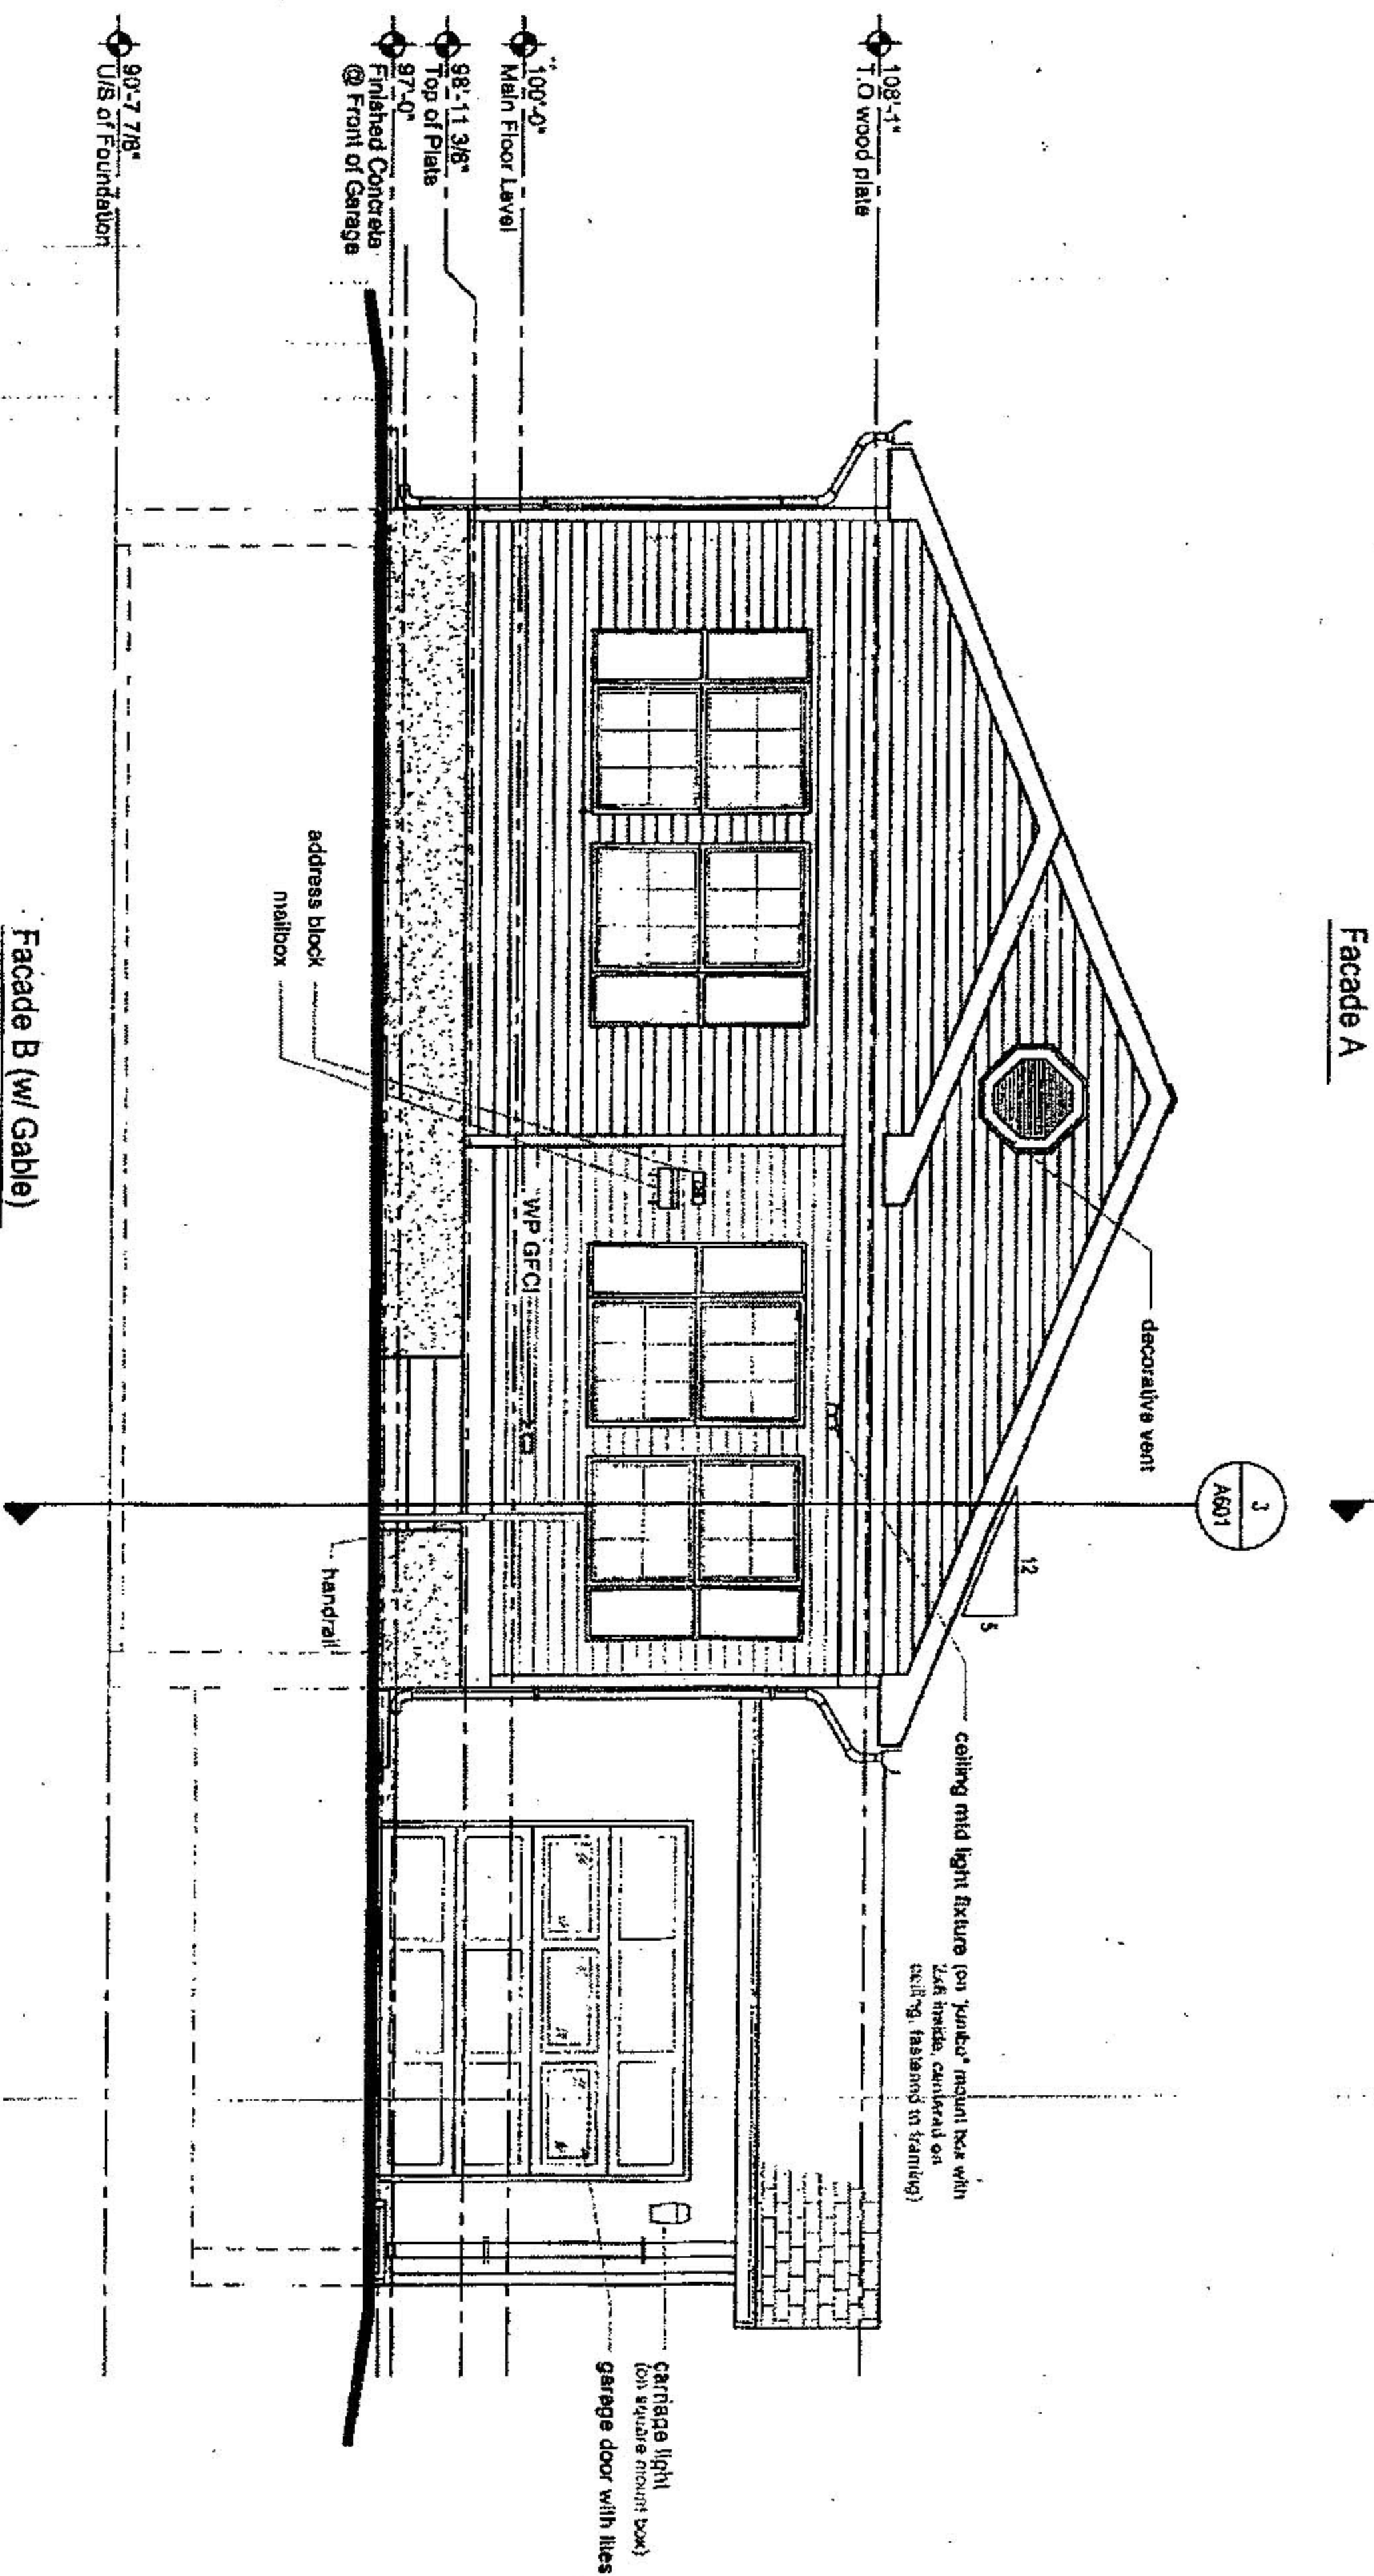 Facade A
3
A601
12
5
decorative vent
ceiling mtd light fixture (on "jumbo" mount box with
2x6 inside, centered on
ceiling, fastened to framing)
108'-1"
T.O wood plate
100'-0"
Main Floor Level
98'-11 3/8"
Top of Plate
97'-0"
Finished Concrete
@ Front of Garage
90'-7 7/8"
U/S of Foundation
WP GFCI
address block
mailbox
handrail
carriage light
(on square mount box)
garage door with lites
Facade B (w/ Gable)